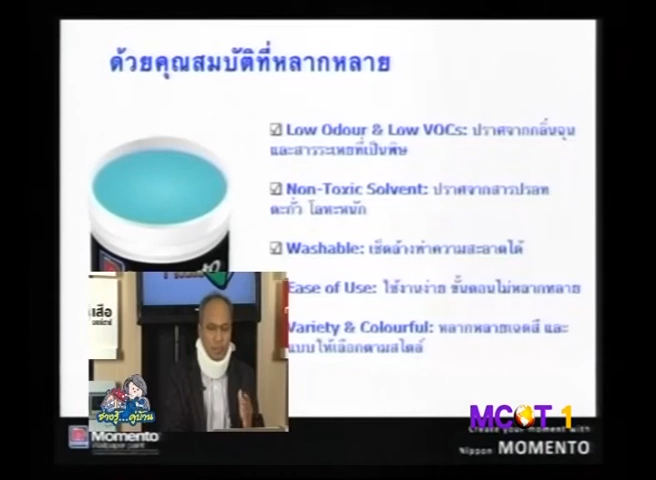 ด้วยคุณสมบัติที่หลากหลาย
Low Odour & Low VOCs: ปราศจากกลิ่นฉุน
และสารระเหยที่เป็นพิษ
Non-Toxic Solvent: ปราศจากสารปรอท
ตะกั่ว โลหะหนัก
Washable: เช็ดล้างทำความสะอาดได้
Ease of Use: ใช้งานง่าย ขั้นตอนไม่หลากหลาย
Variety & Colourful: หลากหลายเฉดสี และ
แบบให้เลือกตามสไตล์
ช่างรู้...คู่บ้าน
MCOT 1
Momento
Create your moment with
Nippon MOMENTO